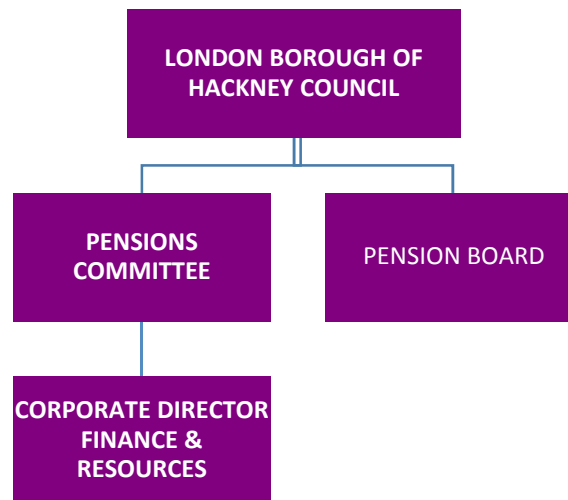 LONDON BOROUGH OF
HACKNEY COUNCIL
PENSIONS
COMMITTEE
PENSION BOARD
CORPORATE DIRECTOR
FINANCE &
RESOURCES